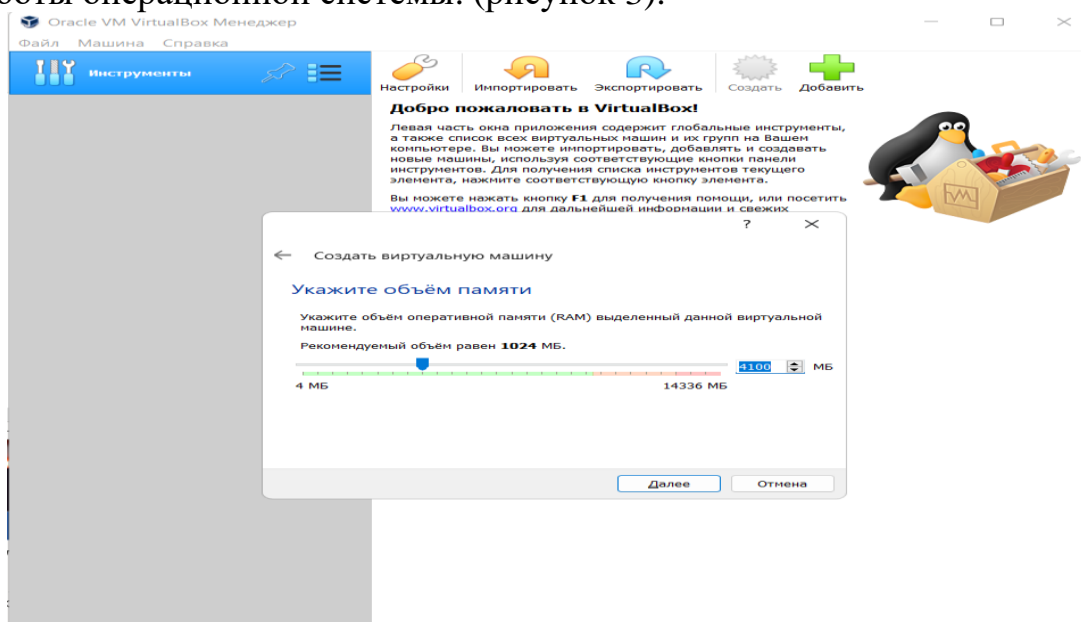 боты операционной системы. (рисунок 3).
Oracle VM VirtualBox Менеджер
Файл Машина Справка
Инструменты
Настройки Импортировать Экспортировать Создать Добавить
Добро пожаловать в VirtualBox!
Левая часть окна приложения содержит глобальные инструменты,
а также список всех виртуальных машин и их групп на Вашем
компьютере. Вы можете импортировать, добавлять и создавать
новые машины, используя соответствующие кнопки панели
инструментов. Для получения списка инструментов текущего
элемента, нажмите соответствующую кнопку элемента.
Вы можете нажать кнопку F1 для получения помощи, или посетить
www.virtualbox.org для дальнейшей информации и свежих
?
Создать виртуальную машину
Укажите объём памяти
Укажите объём оперативной памяти (RAM) выделенный данной виртуальной
машине.
Рекомендуемый объём равен 1024 МБ.
4100 МБ
4 МБ 14336 МБ
Далее Отмена